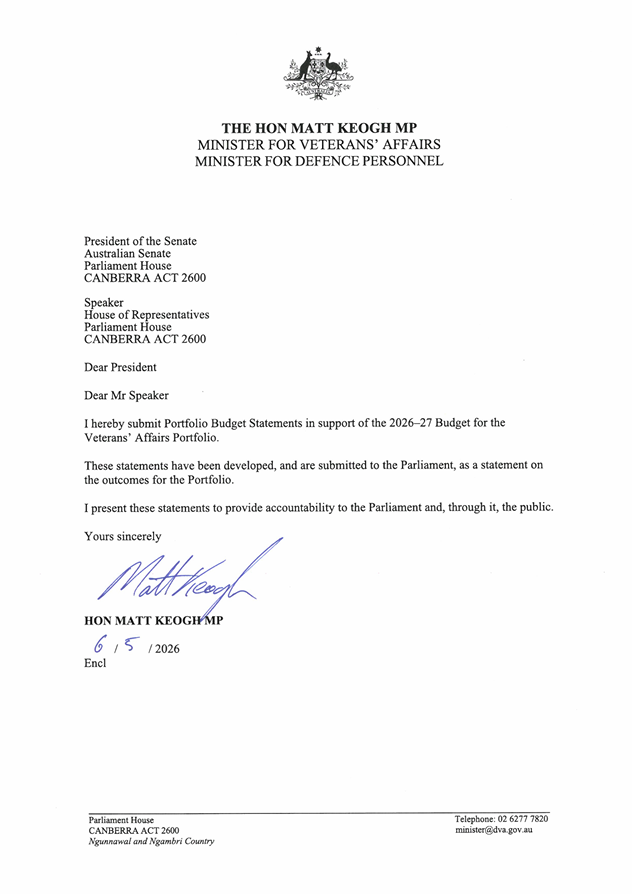 THE HON MATT KEOGH MP
MINISTER FOR VETERANS’ AFFAIRS
MINISTER FOR DEFENCE PERSONNEL
President of the Senate
Australian Senate
Parliament House
CANBERRA ACT 2600
Speaker
House of Representatives
Parliament House
CANBERRA ACT 2600
Dear President
Dear Mr Speaker
I hereby submit Portfolio Budget Statements in support of the 2026–27 Budget for the
Veterans’ Affairs Portfolio.
These statements have been developed, and are submitted to the Parliament, as a statement on
the outcomes for the Portfolio.
I present these statements to provide accountability to the Parliament and, through it, the public.
Yours sincerely
Matt Keogh
HON MATT KEOGH MP
6 / 5 / 2026
Encl
Parliament House
CANBERRA ACT 2600
Ngunnawal and Ngambri Country
Telephone: 02 6277 7820
minister@dva.gov.au